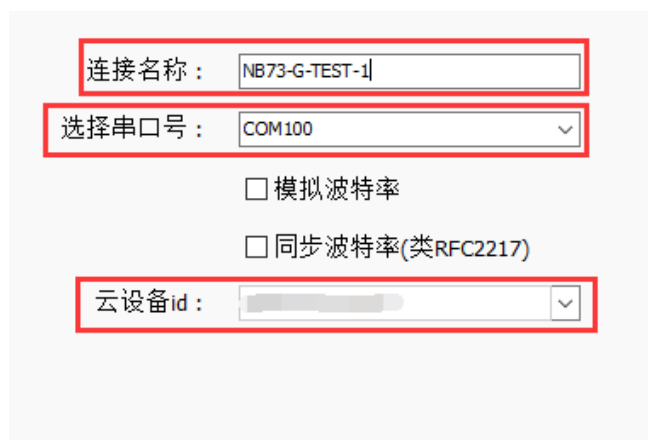 连接名称： NB73-G-TEST-1
选择串口号： COM100
模拟波特率
同步波特率(类RFC2217)
云设备id：